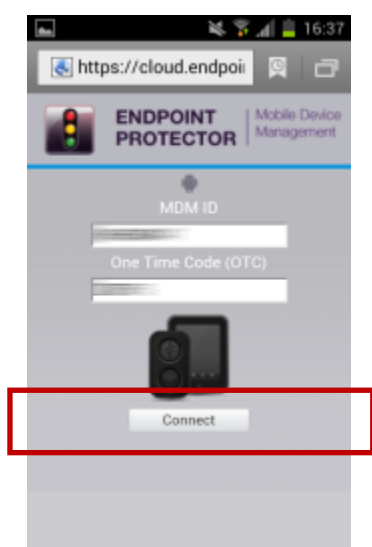 16:37
https://cloud.endpoi
ENDPOINT
PROTECTOR
Mobile Device
Management
MDM ID
One Time Code (OTC)
Connect